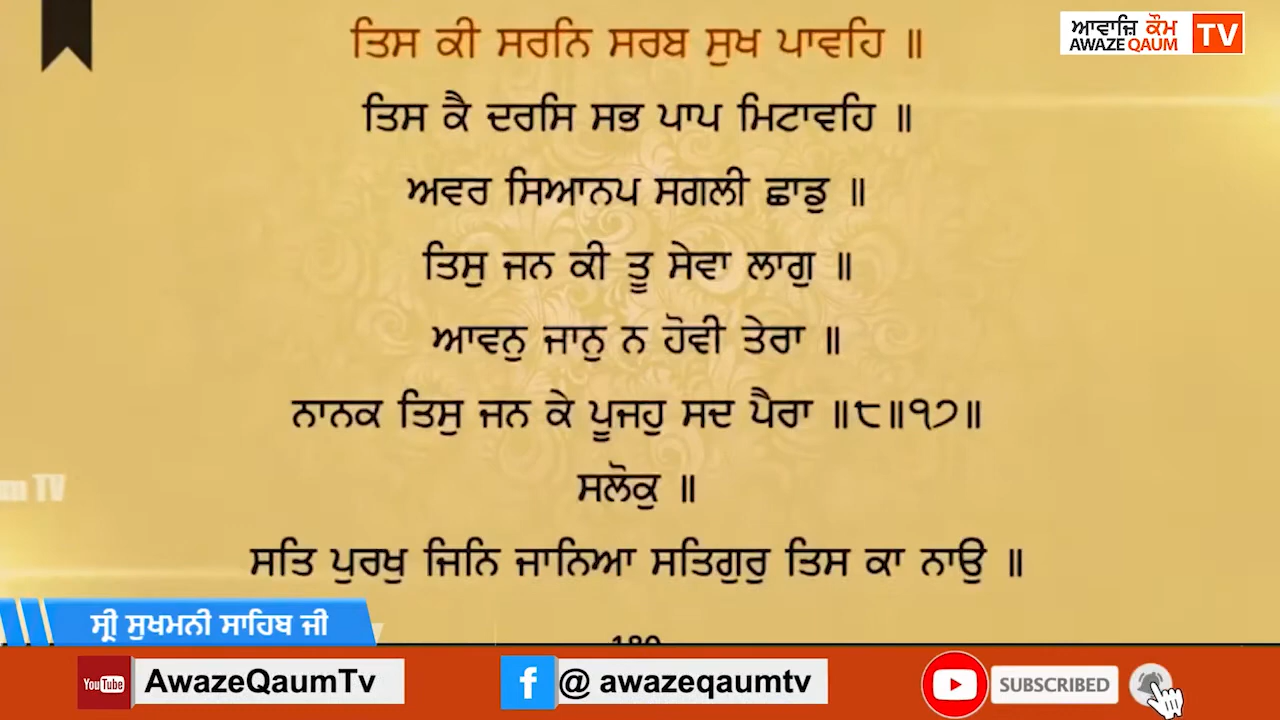 ਤਿਸ ਕੀ ਸਰਨਿ ਸਰਬ ਸੁਖ ਪਾਵਹਿ ॥
ਆਵਾਜ਼ਿ ਕੌਮ
AWAZE QAUM TV
ਤਿਸ ਕੈ ਦਰਸਿ ਸਭ ਪਾਪ ਮਿਟਾਵਹਿ ॥
ਅਵਰ ਸਿਆਨਪ ਸਗਲੀ ਛਾਡੁ ॥
ਤਿਸੁ ਜਨ ਕੀ ਤੂ ਸੇਵਾ ਲਾਗੁ ॥
ਆਵਨੁ ਜਾਨੁ ਨ ਹੋਵੀ ਤੇਰਾ ॥
ਨਾਨਕ ਤਿਸੁ ਜਨ ਕੇ ਪੂਜਹੁ ਸਦ ਪੈਰਾ ॥੮॥੧੭॥
ਸਲੋਕੁ ॥
ਸਤਿ ਪੁਰਖੁ ਜਿਨਿ ਜਾਨਿਆ ਸਤਿਗੁਰੁ ਤਿਸ ਕਾ ਨਾਉ ॥
TV
ਸ੍ਰੀ ਸੁਖਮਨੀ ਸਾਹਿਬ ਜੀ
YouTube AwazeQaumTv
f @ awazeqaumtv
SUBSCRIBED